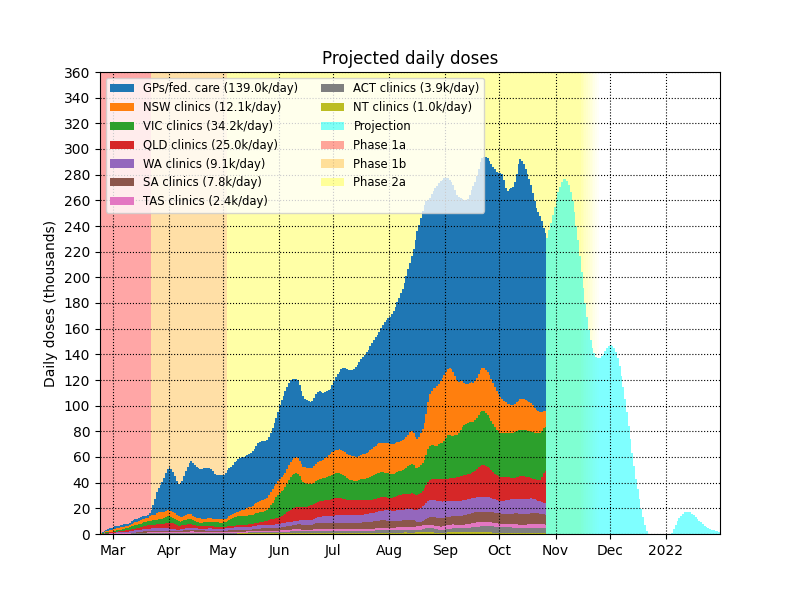 Projected daily doses
Daily doses (thousands)
360
340
320
300
280
260
240
220
200
180
160
140
120
100
80
60
40
20
0
GPs/fed. care (139.0k/day)
NSW clinics (12.1k/day)
VIC clinics (34.2k/day)
QLD clinics (25.0k/day)
WA clinics (9.1k/day)
SA clinics (7.8k/day)
TAS clinics (2.4k/day)
ACT clinics (3.9k/day)
NT clinics (1.0k/day)
Projection
Phase 1a
Phase 1b
Phase 2a
Mar Apr May Jun Jul Aug Sep Oct Nov Dec 2022